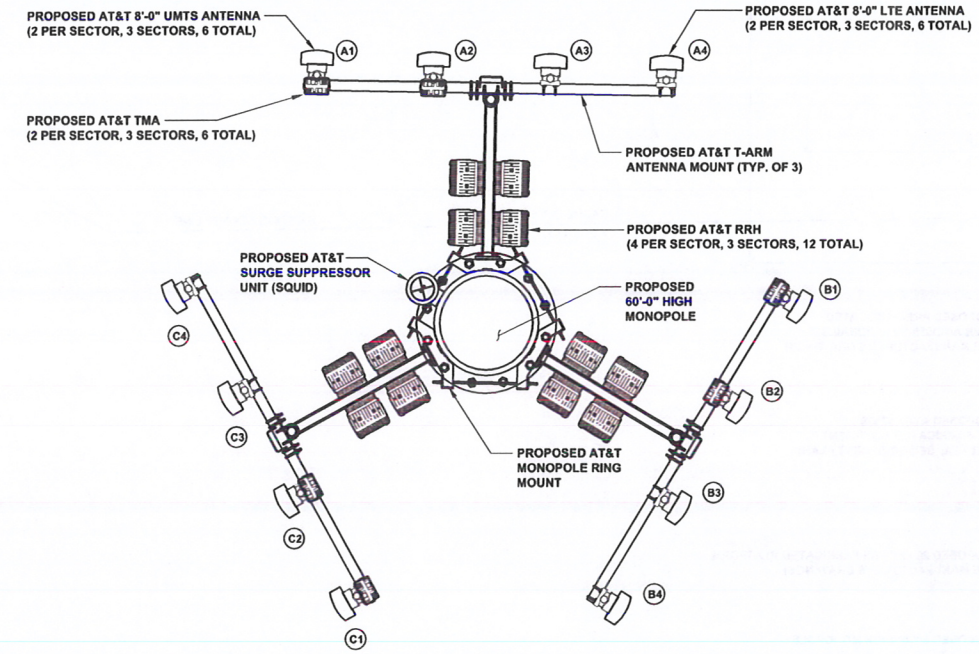 PROPOSED AT&T 8'-0" UMTS ANTENNA
(2 PER SECTOR, 3 SECTORS, 6 TOTAL)
PROPOSED AT&T 8'-0" LTE ANTENNA
(2 PER SECTOR, 3 SECTORS, 6 TOTAL)
A1
A2
A3
A4
PROPOSED AT&T TMA
(2 PER SECTOR, 3 SECTORS, 6 TOTAL)
PROPOSED AT&T T-ARM
ANTENNA MOUNT (TYP. OF 3)
PROPOSED AT&T RRH
(4 PER SECTOR, 3 SECTORS, 12 TOTAL)
PROPOSED AT&T
SURGE SUPPRESSOR
UNIT (SQUID)
PROPOSED
60'-0" HIGH
MONOPOLE
B1
C4
B2
C3
PROPOSED AT&T
MONOPOLE RING
MOUNT
B3
C2
B4
C1